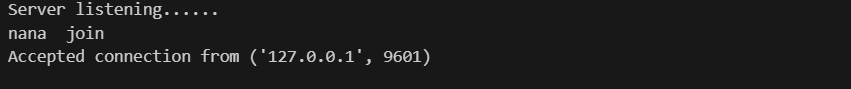 Server listening......
nana  join
Accepted connection from ('127.0.0.1', 9601)